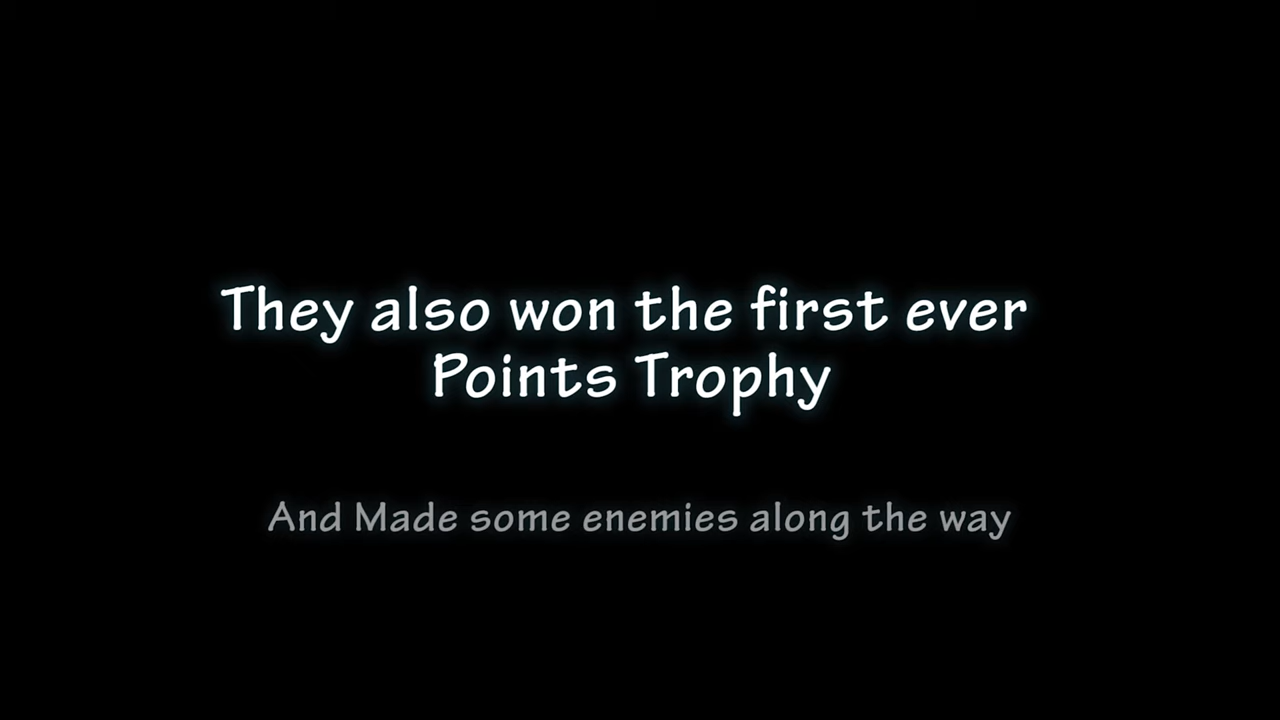 They also won the first ever
Points Trophy
And Made some enemies along the way